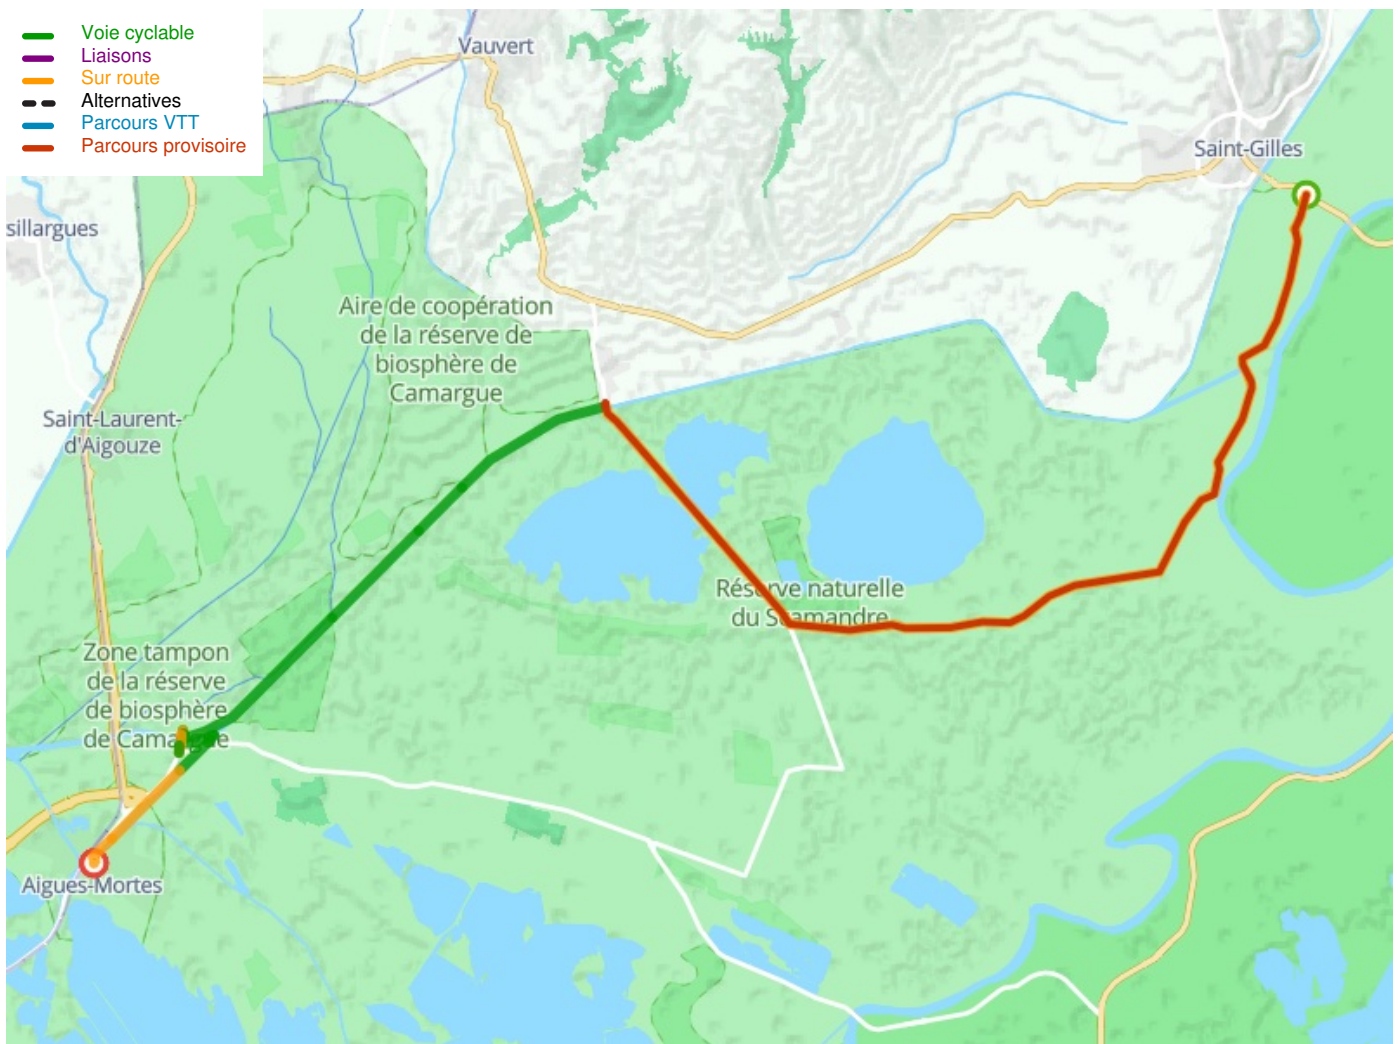 Voie cyclable
Liaisons
Sur route
Alternatives
Parcours VTT
Parcours provisoire
Vauvert
Saint-Gilles
sillargues
Aire de coopération
de la réserve de
biosphère de
Camargue
Saint-Laurent-
d'Aigouze
Réserve naturelle
du Scamandre
Zone tampon
de la réserve
de biosphère
de Camargue
Aigues-Mortes